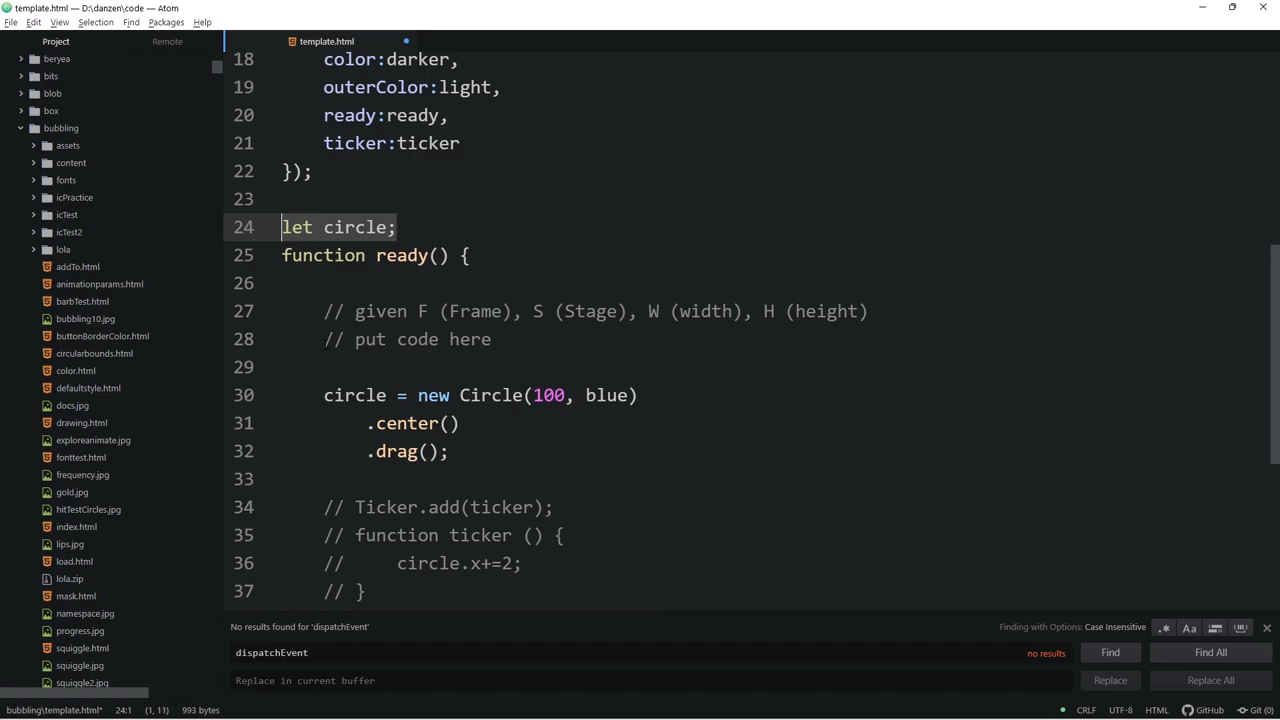 template.html — D:\danzen\code — Atom
File Edit View Selection Find Packages Help
Project Remote
template.html
beryea
bits
blob
box
bubbling
assets
content
fonts
icPractice
icTest
icTest2
lola
addTo.html
animationparams.html
barbTest.html
bubbling10.jpg
buttonBorderColor.html
circularbounds.html
color.html
defaultstyle.html
docs.jpg
drawing.html
exploreanimate.jpg
fonttest.html
frequency.jpg
gold.jpg
hitTestCircles.jpg
index.html
lips.jpg
load.html
lola.zip
mask.html
namespace.jpg
progress.jpg
squiggle.html
squiggle.jpg
squiggle2.jpg
18 color:darker,
19 outerColor:light,
20 ready:ready,
21 ticker:ticker
22 });
23
24 let circle;
25 function ready() {
26
27 // given F (Frame), S (Stage), W (width), H (height)
28 // put code here
29
30 circle = new Circle(100, blue)
31 .center()
32 .drag();
33
34 // Ticker.add(ticker);
35 // function ticker () {
36 // circle.x+=2;
37 // }
No results found for 'dispatchEvent' Finding with Options: Case Insensitive .* Aa
dispatchEvent no results Find Find All
Replace in current buffer Replace Replace All
bubbling\template.html* 24:1 (1, 11) 993 bytes CRLF UTF-8 HTML GitHub Git (0)